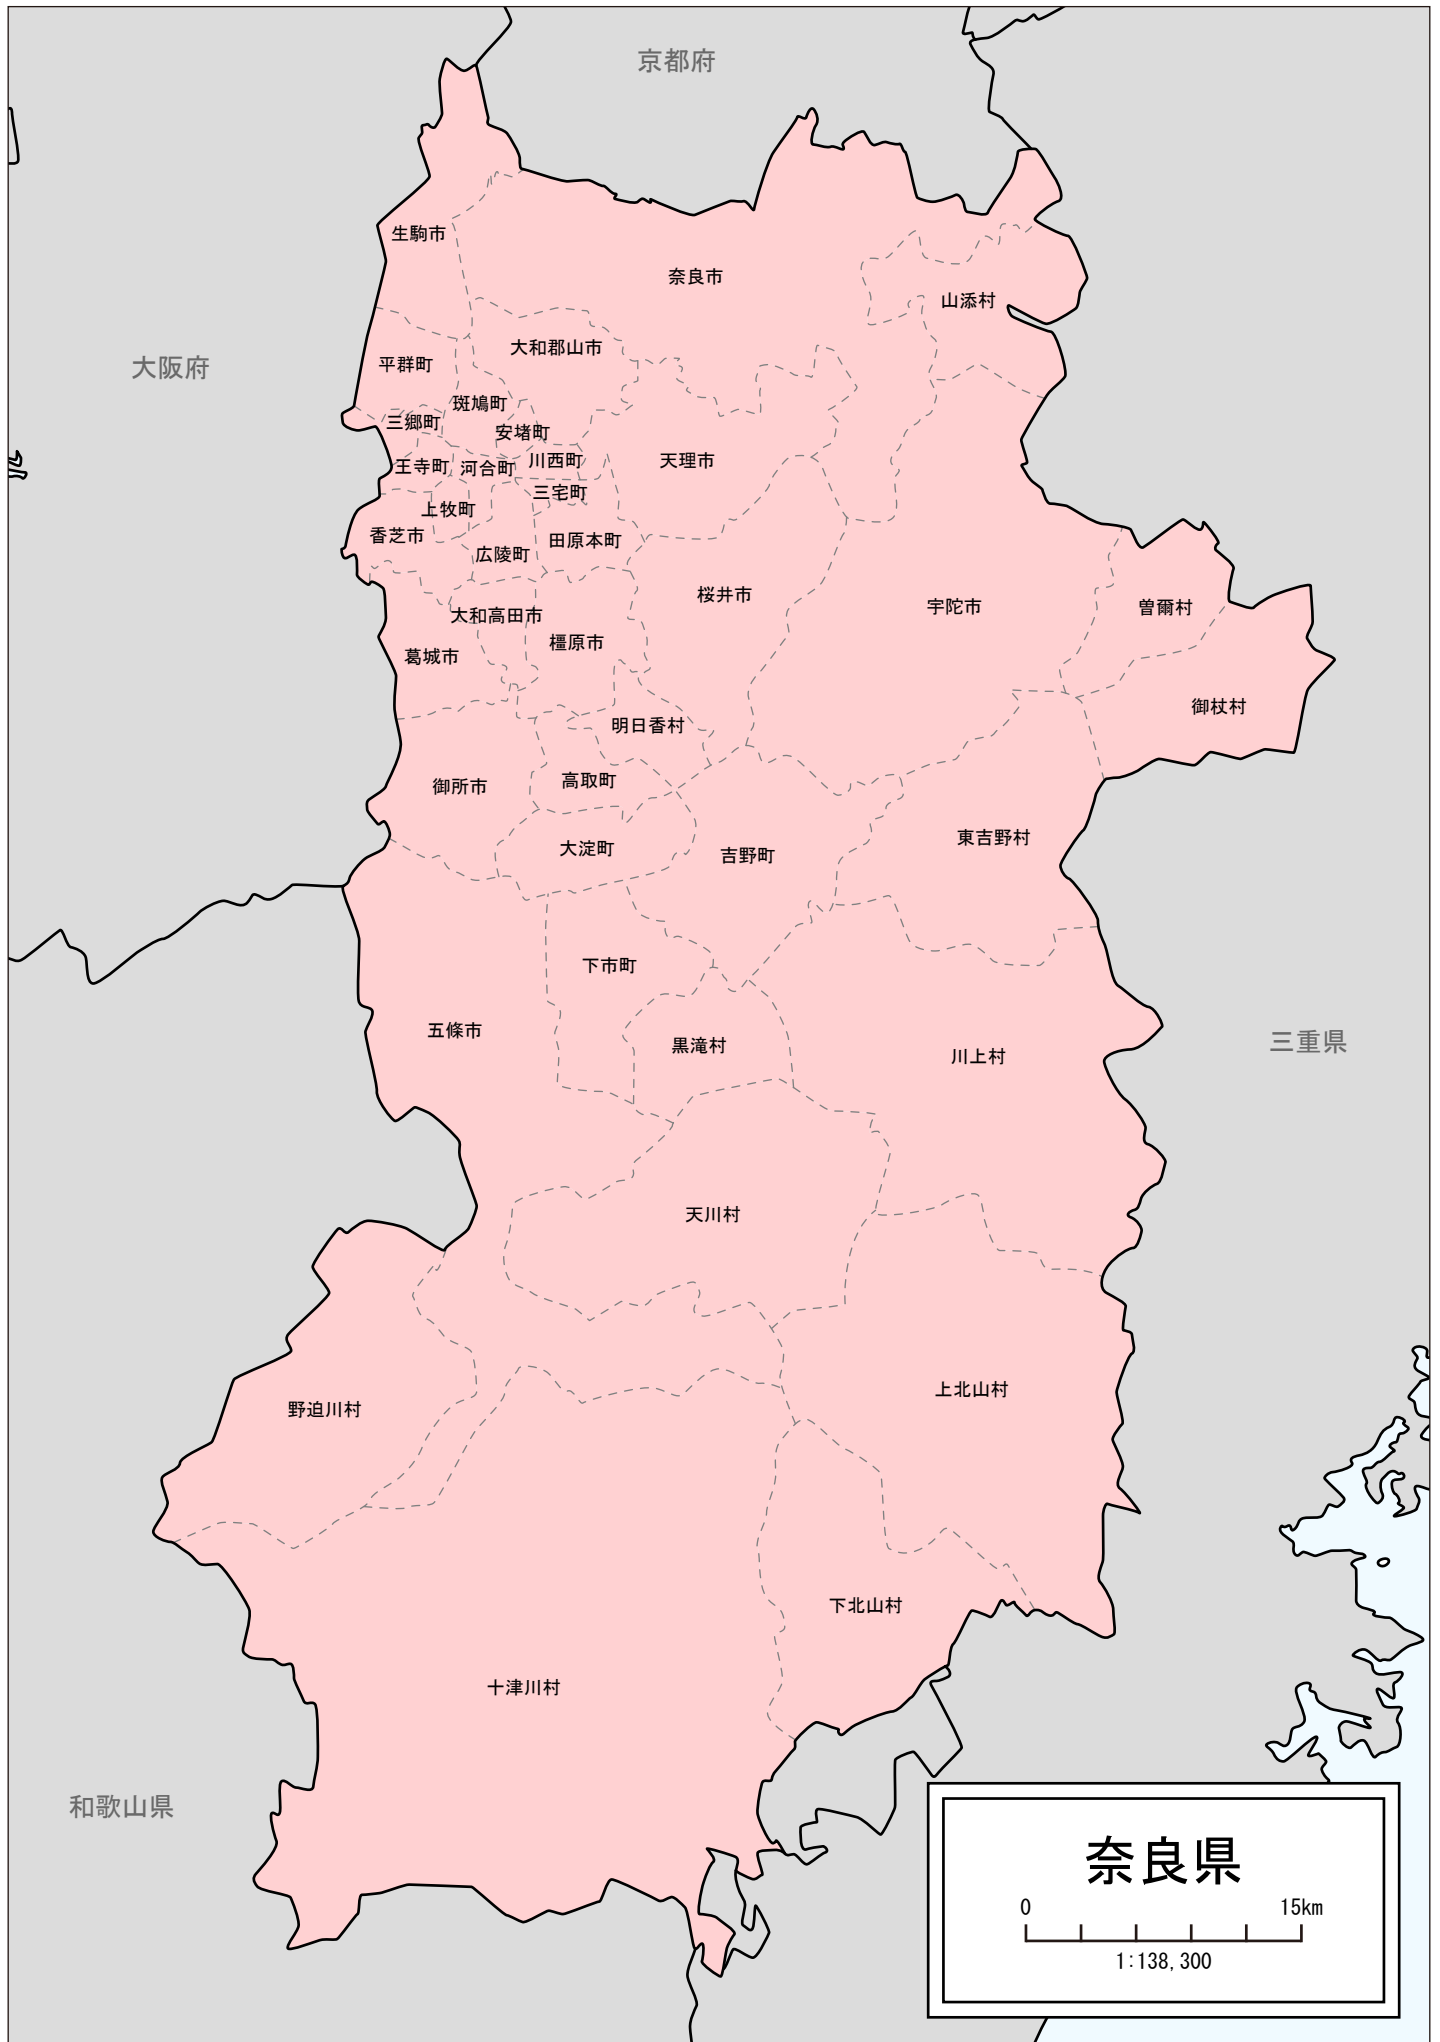 京都府
生駒市
奈良市
山添村
大和郡山市
平群町
大阪府
斑鳩町
三郷町
安堵町
川西町
天理市
王寺町
河合町
三宅町
上牧町
香芝市
田原本町
広陵町
桜井市
宇陀市
曽爾村
大和高田市
橿原市
葛城市
御杖村
明日香村
高取町
御所市
東吉野村
大淀町
吉野町
下市町
五條市
黒滝村
三重県
川上村
天川村
上北山村
野迫川村
下北山村
十津川村
和歌山県
奈良県
0 15km
1:138,300